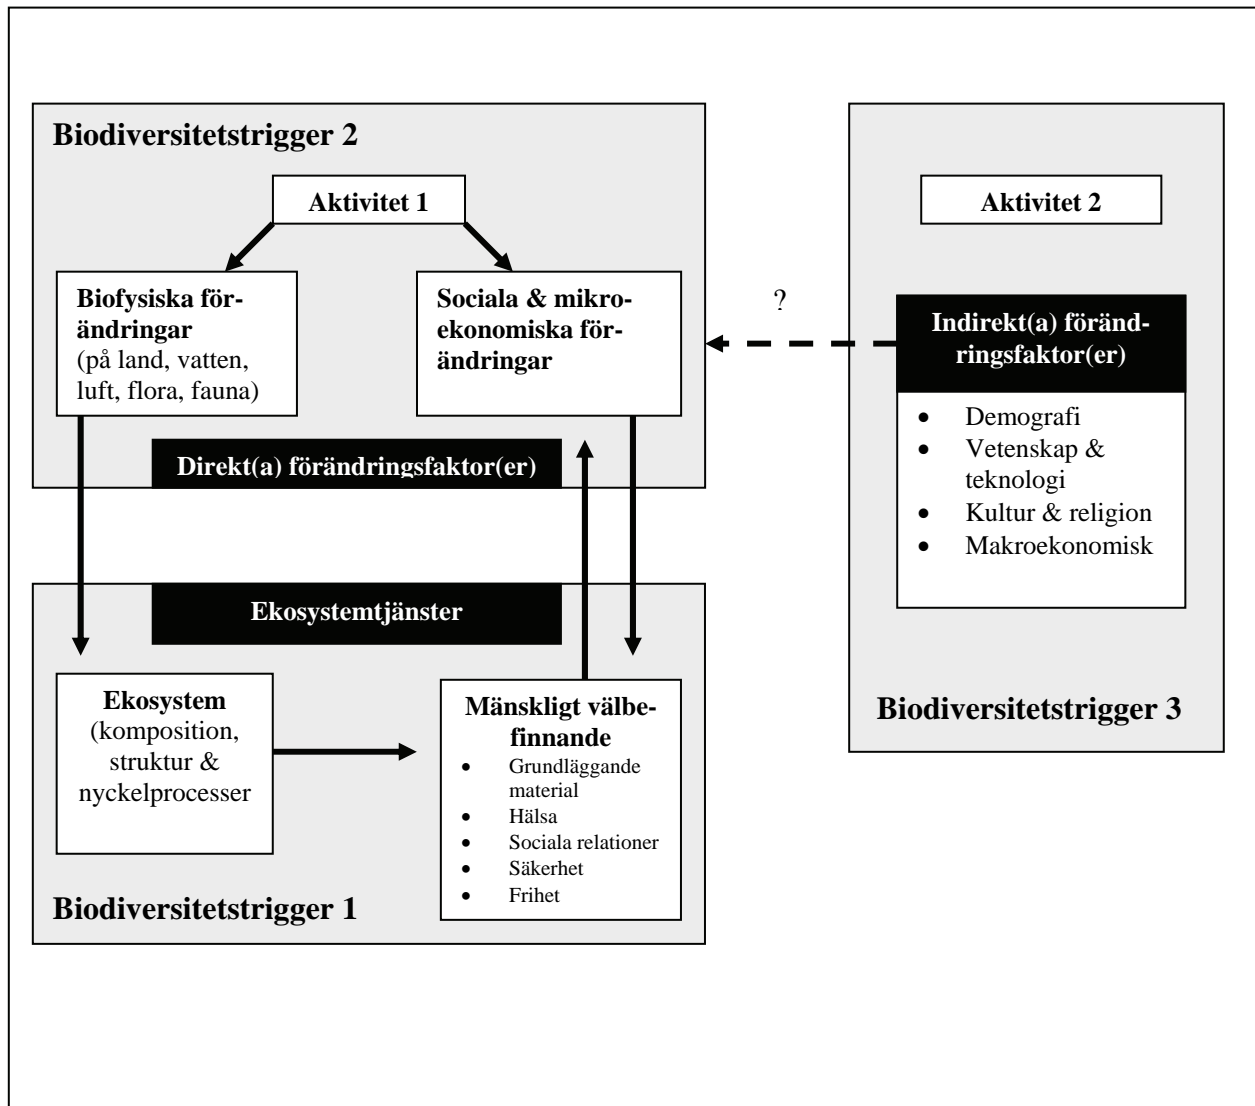 Biodiversitetstrigger 2
Aktivitet 1
Biofysiska för-
ändringar
(på land, vatten,
luft, flora, fauna)
Sociala & mikro-
ekonomiska för-
ändringar
Direkt(a) förändringsfaktor(er)
?
Aktivitet 2
Indirekt(a) föränd-
ringsfaktor(er)
• Demografi
• Vetenskap &
teknologi
• Kultur & religion
• Makroekonomisk
Biodiversitetstrigger 3
Ekosystemtjänster
Ekosystem
(komposition,
struktur &
nyckelprocesser
Mänskligt välbe-
finnande
• Grundläggande
material
• Hälsa
• Sociala relationer
• Säkerhet
• Frihet
Biodiversitetstrigger 1